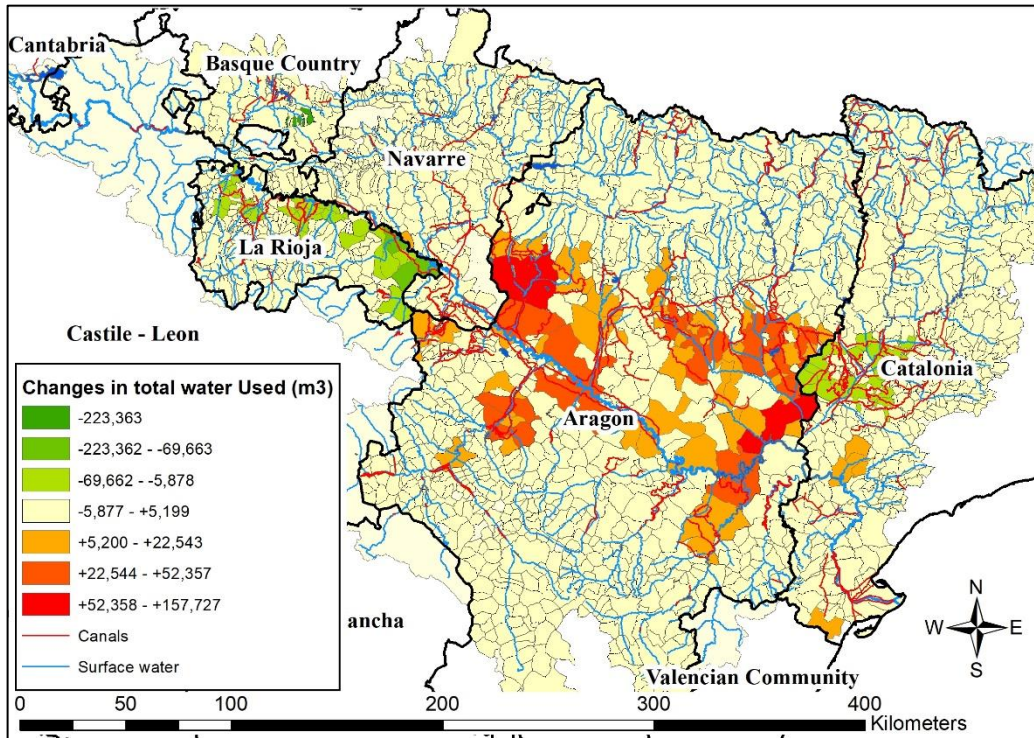 Cantabria
Basque Country
Navarre
La Rioja
Castile - Leon
Catalonia
Aragon
ancha
Valencian Community
Changes in total water Used (m3)
-223,363
-223,362 - -69,663
-69,662 - -5,878
-5,877 - +5,199
+5,200 - +22,543
+22,544 - +52,357
+52,358 - +157,727
Canals
Surface water
N
W E
S
0 50 100 200 300 400
Kilometers